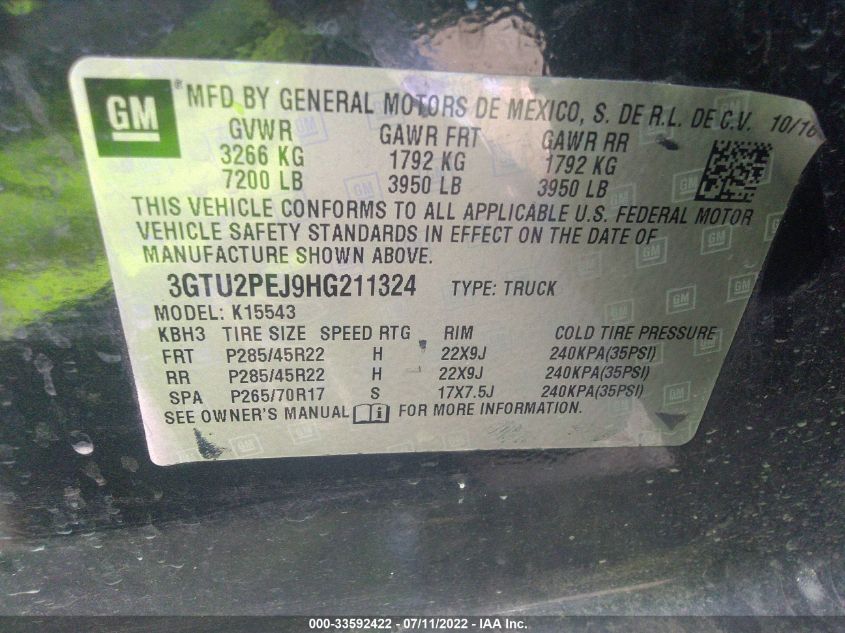 GM ® MFD BY GENERAL MOTORS DE MEXICO, S. DE R.L. DE C.V. 10/16
GVWR GAWR FRT GAWR RR
3266 KG 1792 KG 1792 KG
7200 LB 3950 LB 3950 LB
THIS VEHICLE CONFORMS TO ALL APPLICABLE U.S. FEDERAL MOTOR
VEHICLE SAFETY STANDARDS IN EFFECT ON THE DATE OF
MANUFACTURE SHOWN ABOVE.
3GTU2PEJ9HG211324 TYPE: TRUCK
MODEL: K15543
KBH3 TIRE SIZE SPEED RTG RIM COLD TIRE PRESSURE
FRT P285/45R22 H 22X9J 240KPA(35PSI)
RR P285/45R22 H 22X9J 240KPA(35PSI)
SPA P265/70R17 S 17X7.5J 240KPA(35PSI)
SEE OWNER'S MANUAL FOR MORE INFORMATION.
000-33592422 - 07/11/2022 - IAAI.com